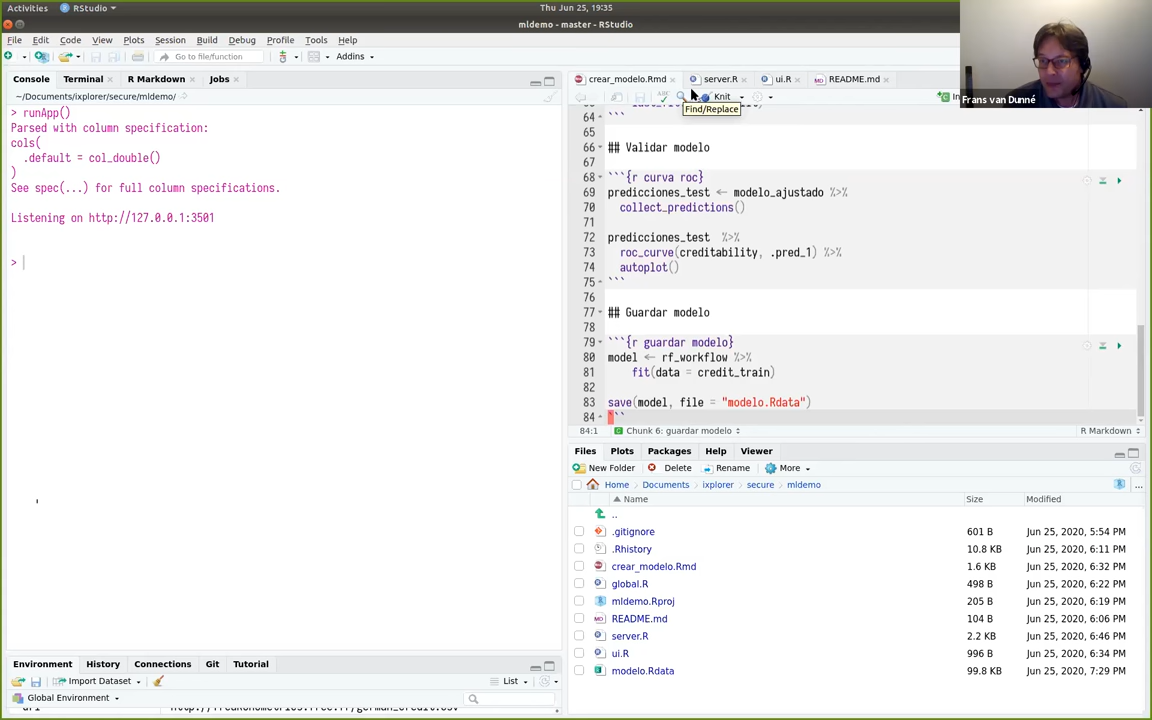 Activities RStudio Thu Jun 25, 19:35
mldemo - master - RStudio
File Edit Code View Plots Session Build Debug Profile Tools Help
Go to file/function Addins
Console Terminal × R Markdown × Jobs ×
~/Documents/ixplorer/secure/mldemo/
> runApp()
Parsed with column specification:
cols(
.default = col_double()
)
See spec(...) for full column specifications.
Listening on http://127.0.0.1:3501
>
Environment History Connections Git Tutorial
Import Dataset List
Global Environment
crear_modelo.Rmd × server.R × ui.R × README.md ×
ABC Knit
Find/Replace
Frans van Dunné
64 ```
65
66 ## Validar modelo
67
68 ```{r curva roc}
69 predicciones_test <- modelo_ajustado %>%
70 collect_predictions()
71
72 predicciones_test %>%
73 roc_curve(creditability, .pred_1) %>%
74 autoplot()
75 ```
76
77 ## Guardar modelo
78
79 ```{r guardar modelo}
80 model <- rf_workflow %>%
81 fit(data = credit_train)
82
83 save(model, file = "modelo.Rdata")
84 ```
84:1 Chunk 6: guardar modelo R Markdown
Files Plots Packages Help Viewer
New Folder Delete Rename More
Home Documents ixplorer secure mldemo ...
Name Size Modified
..
.gitignore 601 B Jun 25, 2020, 5:54 PM
.Rhistory 10.8 KB Jun 25, 2020, 6:11 PM
crear_modelo.Rmd 1.6 KB Jun 25, 2020, 6:32 PM
global.R 498 B Jun 25, 2020, 6:22 PM
mldemo.Rproj 205 B Jun 25, 2020, 6:19 PM
README.md 104 B Jun 25, 2020, 6:06 PM
server.R 2.2 KB Jun 25, 2020, 6:46 PM
ui.R 996 B Jun 25, 2020, 6:34 PM
modelo.Rdata 99.8 KB Jun 25, 2020, 7:29 PM